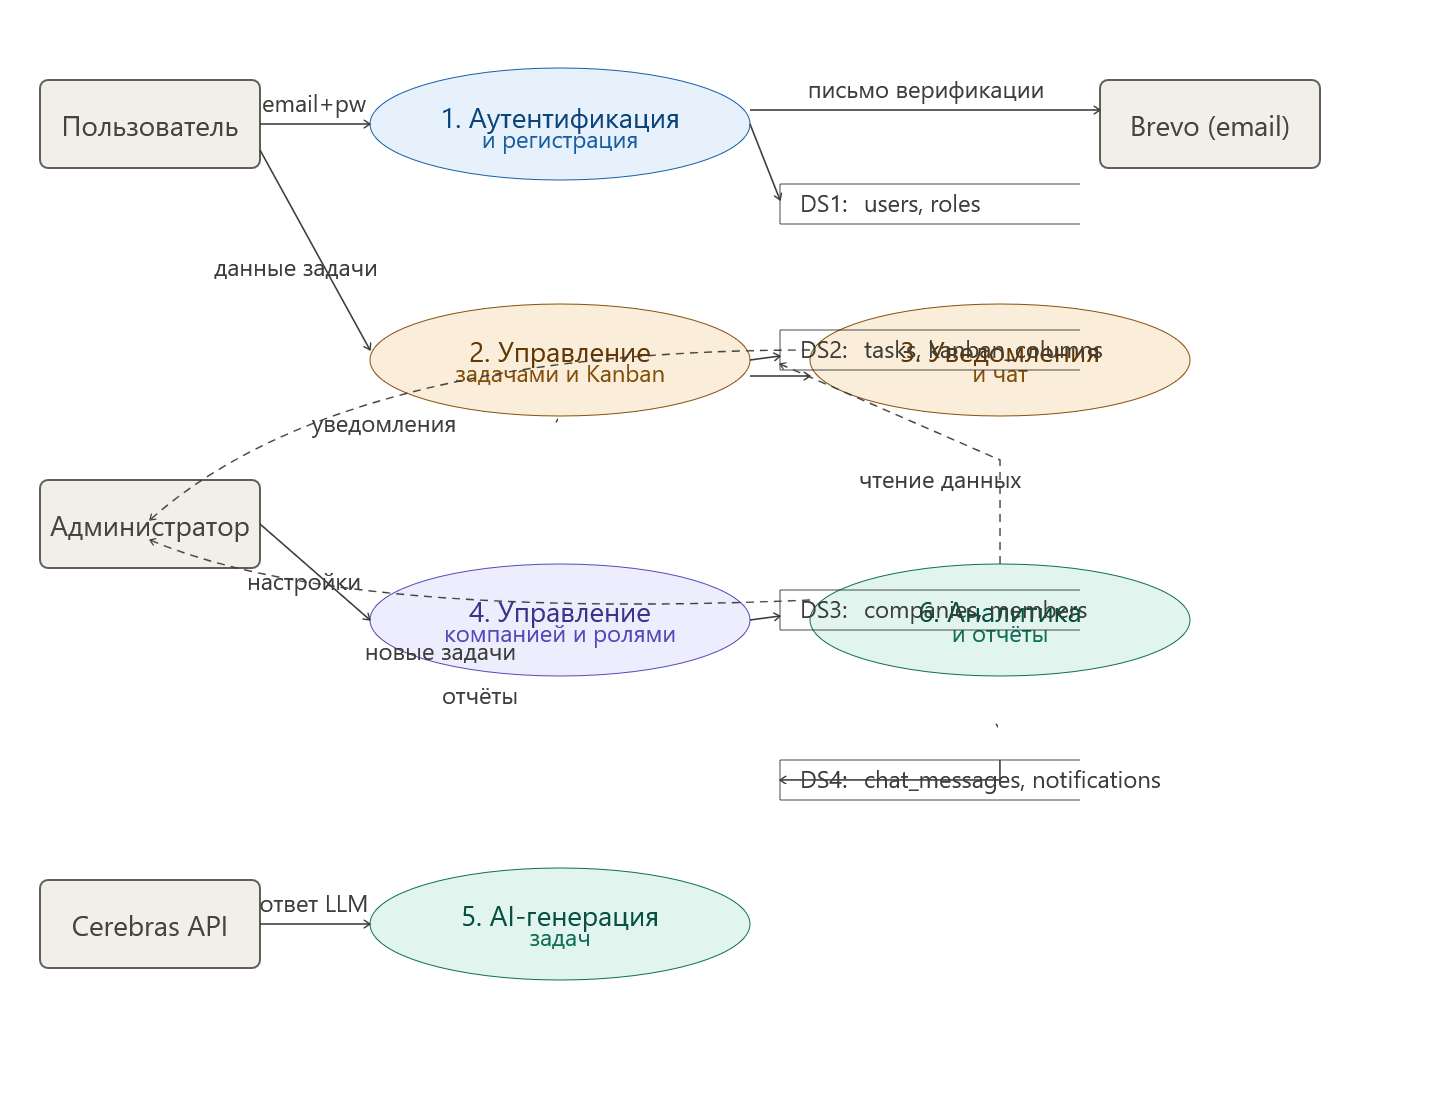 email+pw
Пользователь
1. Аутентификация
и регистрация
письмо верификации
Brevo (email)
DS1: users, roles
данные задачи
2. Управление
задачами и Kanban
DS2: tasks, kanban_columns
3. Уведомления
и чат
уведомления
чтение данных
Администратор
настройки
4. Управление
компанией и ролями
DS3: companies, members
6. Аналитика
и отчёты
новые задачи
отчёты
DS4: chat_messages, notifications
Cerebras API
ответ LLM
5. AI-генерация
задач